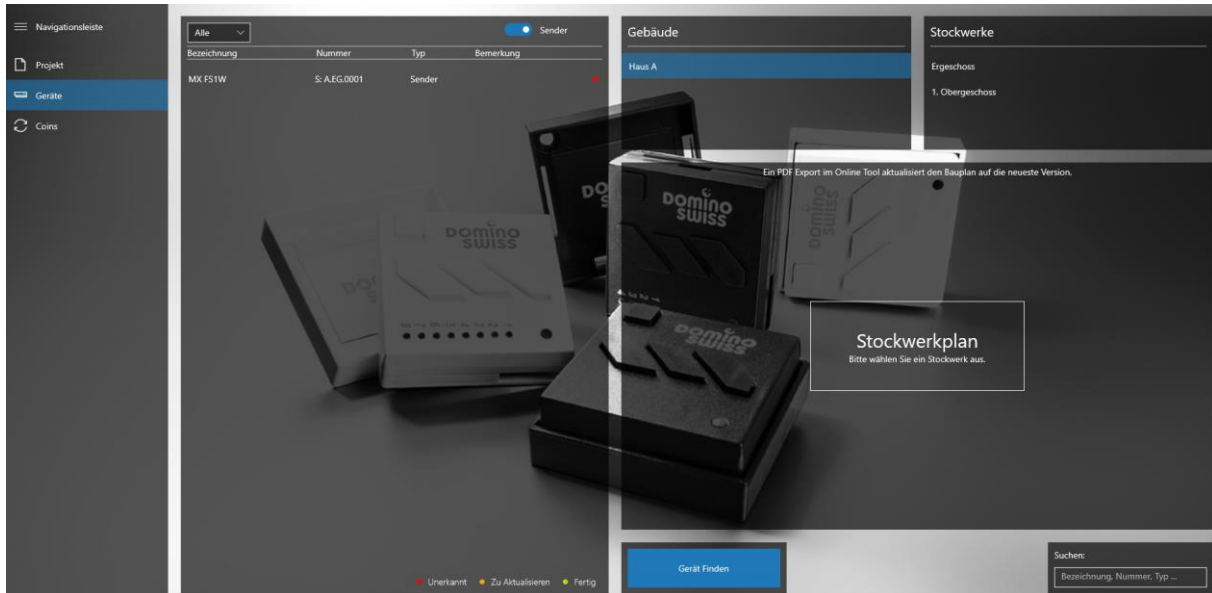 Navigationsleiste
Projekt
Geräte
Coins
Alle
Sender
Bezeichnung Nummer Typ Bemerkung
MX FS1W S: A.EG.0001 Sender
Unerkannt Zu Aktualisieren Fertig
Gebäude
Haus A
Stockwerke
Ergeschoss
1. Obergeschoss
Ein PDF Export im Online Tool aktualisiert den Bauplan auf die neueste Version.
Stockwerkplan
Bitte wählen Sie ein Stockwerk aus.
Gerät Finden
Suchen:
Bezeichnung, Nummer, Typ ...
DOMINO
SWISS
DOMINO
SWISS
DOMINO
SWISS
DOMINO
SWISS